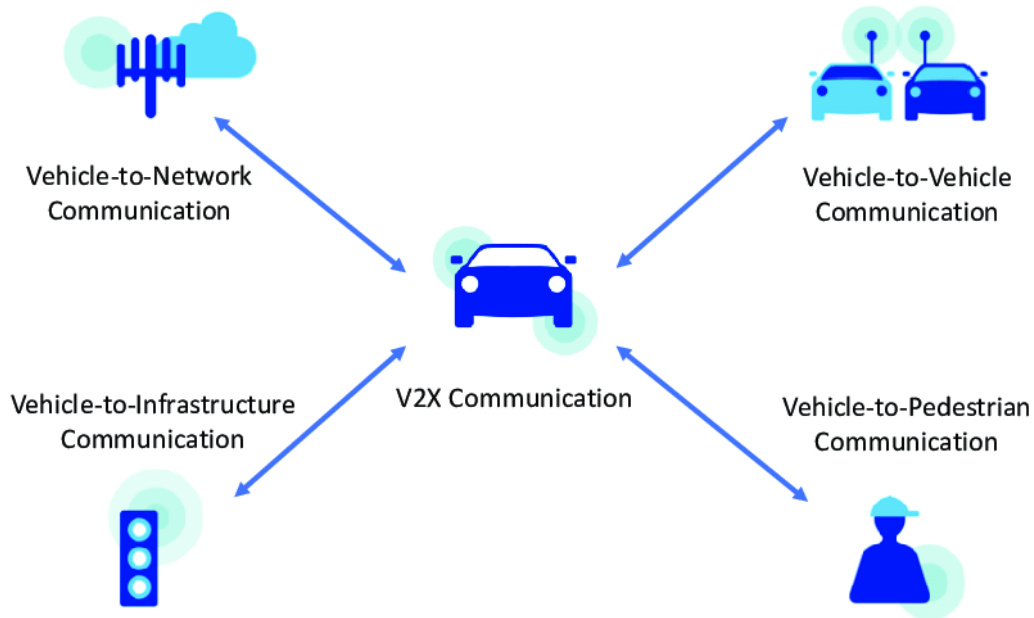 Vehicle-to-Network
Communication
Vehicle-to-Vehicle
Communication
Vehicle-to-Infrastructure
Communication
V2X Communication
Vehicle-to-Pedestrian
Communication